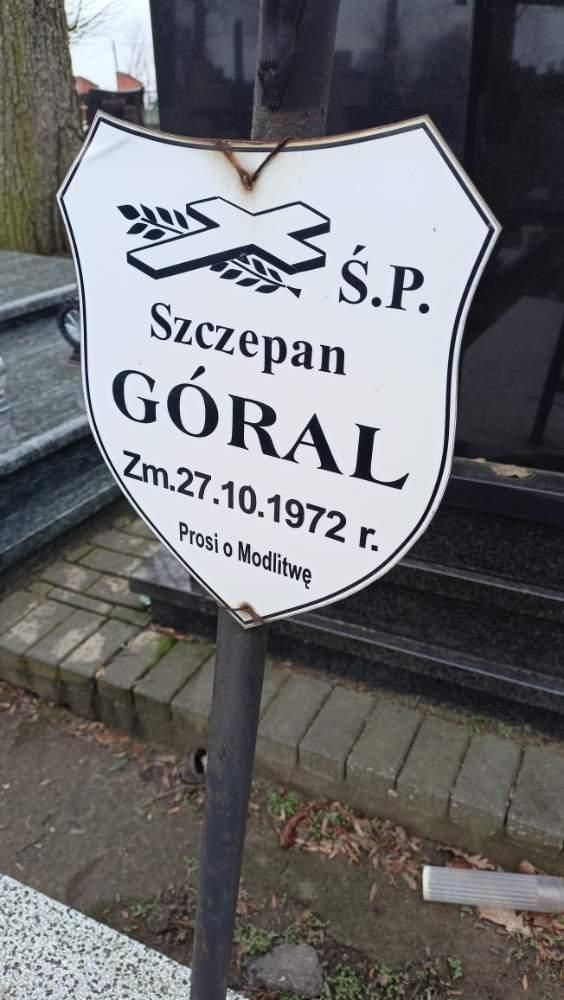 Ś.P.
Szczepan
GÓRAL
Zm.27.10.1972 r.
Prosi o Modlitwę